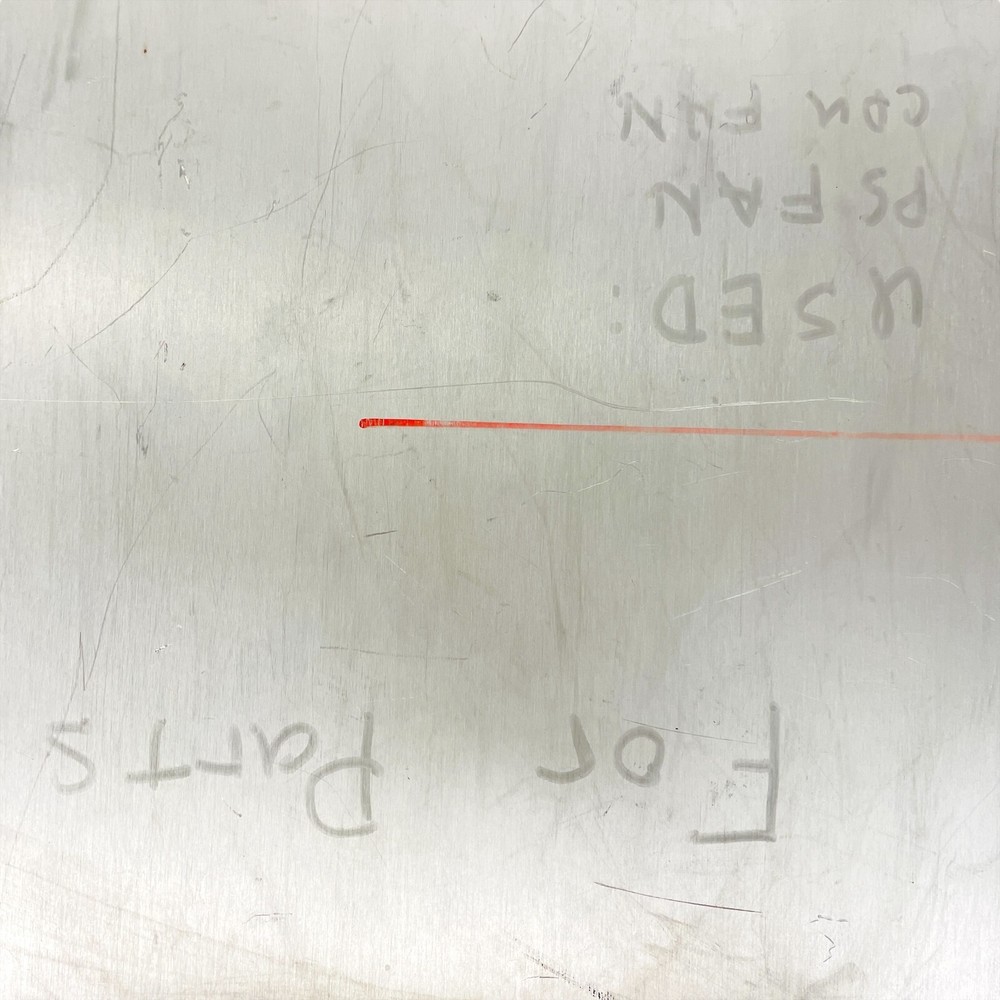 For Parts
USED:
PS FAN
CON FAN